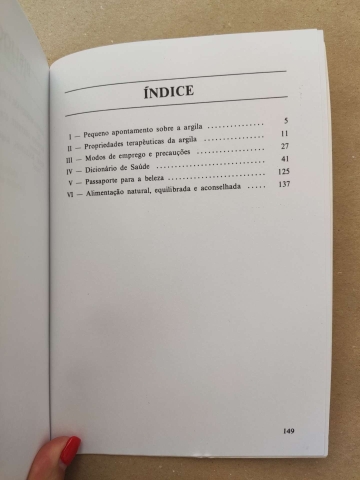 ÍNDICE
I — Pequeno apontamento sobre a argila ............... 5
II — Propriedades terapêuticas da argila ............... 11
III — Modos de emprego e precauções ............... 27
IV — Dicionário de Saúde ............... 41
V — Passaporte para a beleza ............... 125
VI — Alimentação natural, equilibrada e aconselhada ..... 137
149